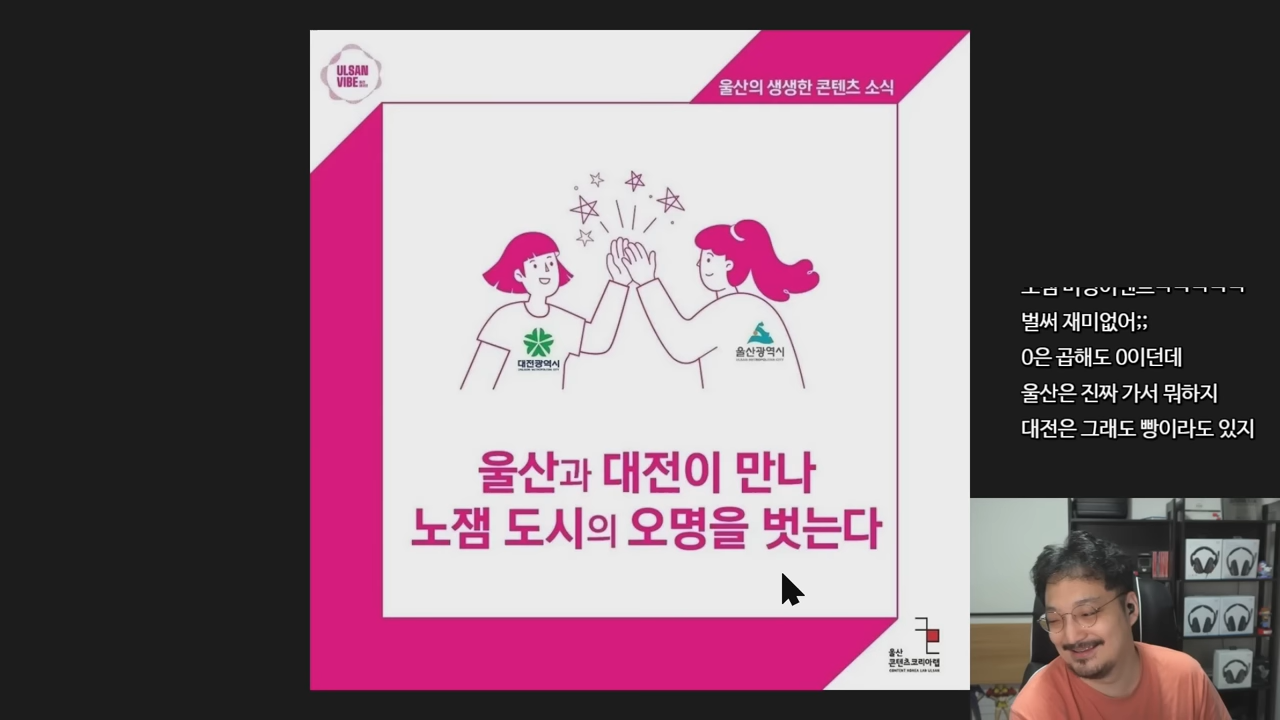 ULSAN
VIBE
울산의 생생한 콘텐츠 소식
대전광역시
울산광역시
울산과 대전이 만나
노잼 도시의 오명을 벗는다
울산
콘텐츠코리아랩
CONTENT KOREA LAB ULSAN
벌써 재미없어;;
0은 곱해도 0이던데
울산은 진짜 가서 뭐하지
대전은 그래도 빵이라도 있지